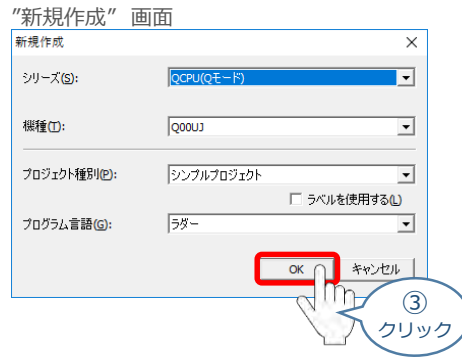 ”新規作成” 画面
新規作成
シリーズ(S):
QCPU(Qモード)
機種(T):
Q00UJ
プロジェクト種別(P):
シンプルプロジェクト
ラベルを使用する(L)
プログラム言語(G):
ラダー
OK
キャンセル
③
クリック